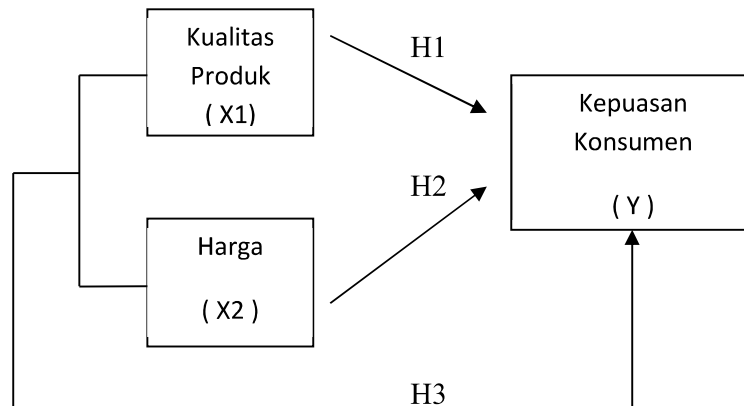 Kualitas
Produk
( X1)
H1
Kepuasan
Konsumen
( Y )
H2
Harga
( X2 )
H3